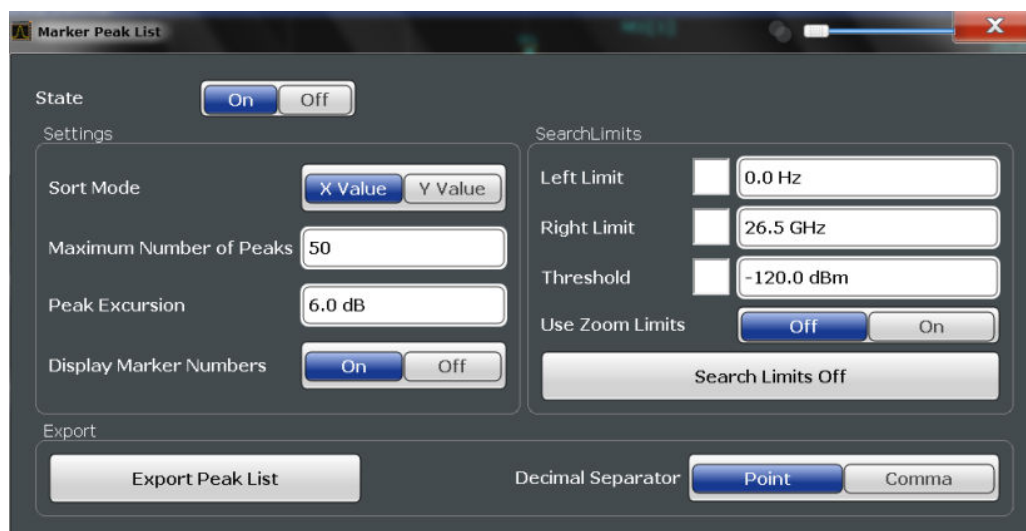 Marker Peak List
State On Off
Settings
Sort Mode X Value Y Value
Maximum Number of Peaks 50
Peak Excursion 6.0 dB
Display Marker Numbers On Off
SearchLimits
Left Limit 0.0 Hz
Right Limit 26.5 GHz
Threshold -120.0 dBm
Use Zoom Limits Off On
Search Limits Off
Export
Export Peak List Decimal Separator Point Comma